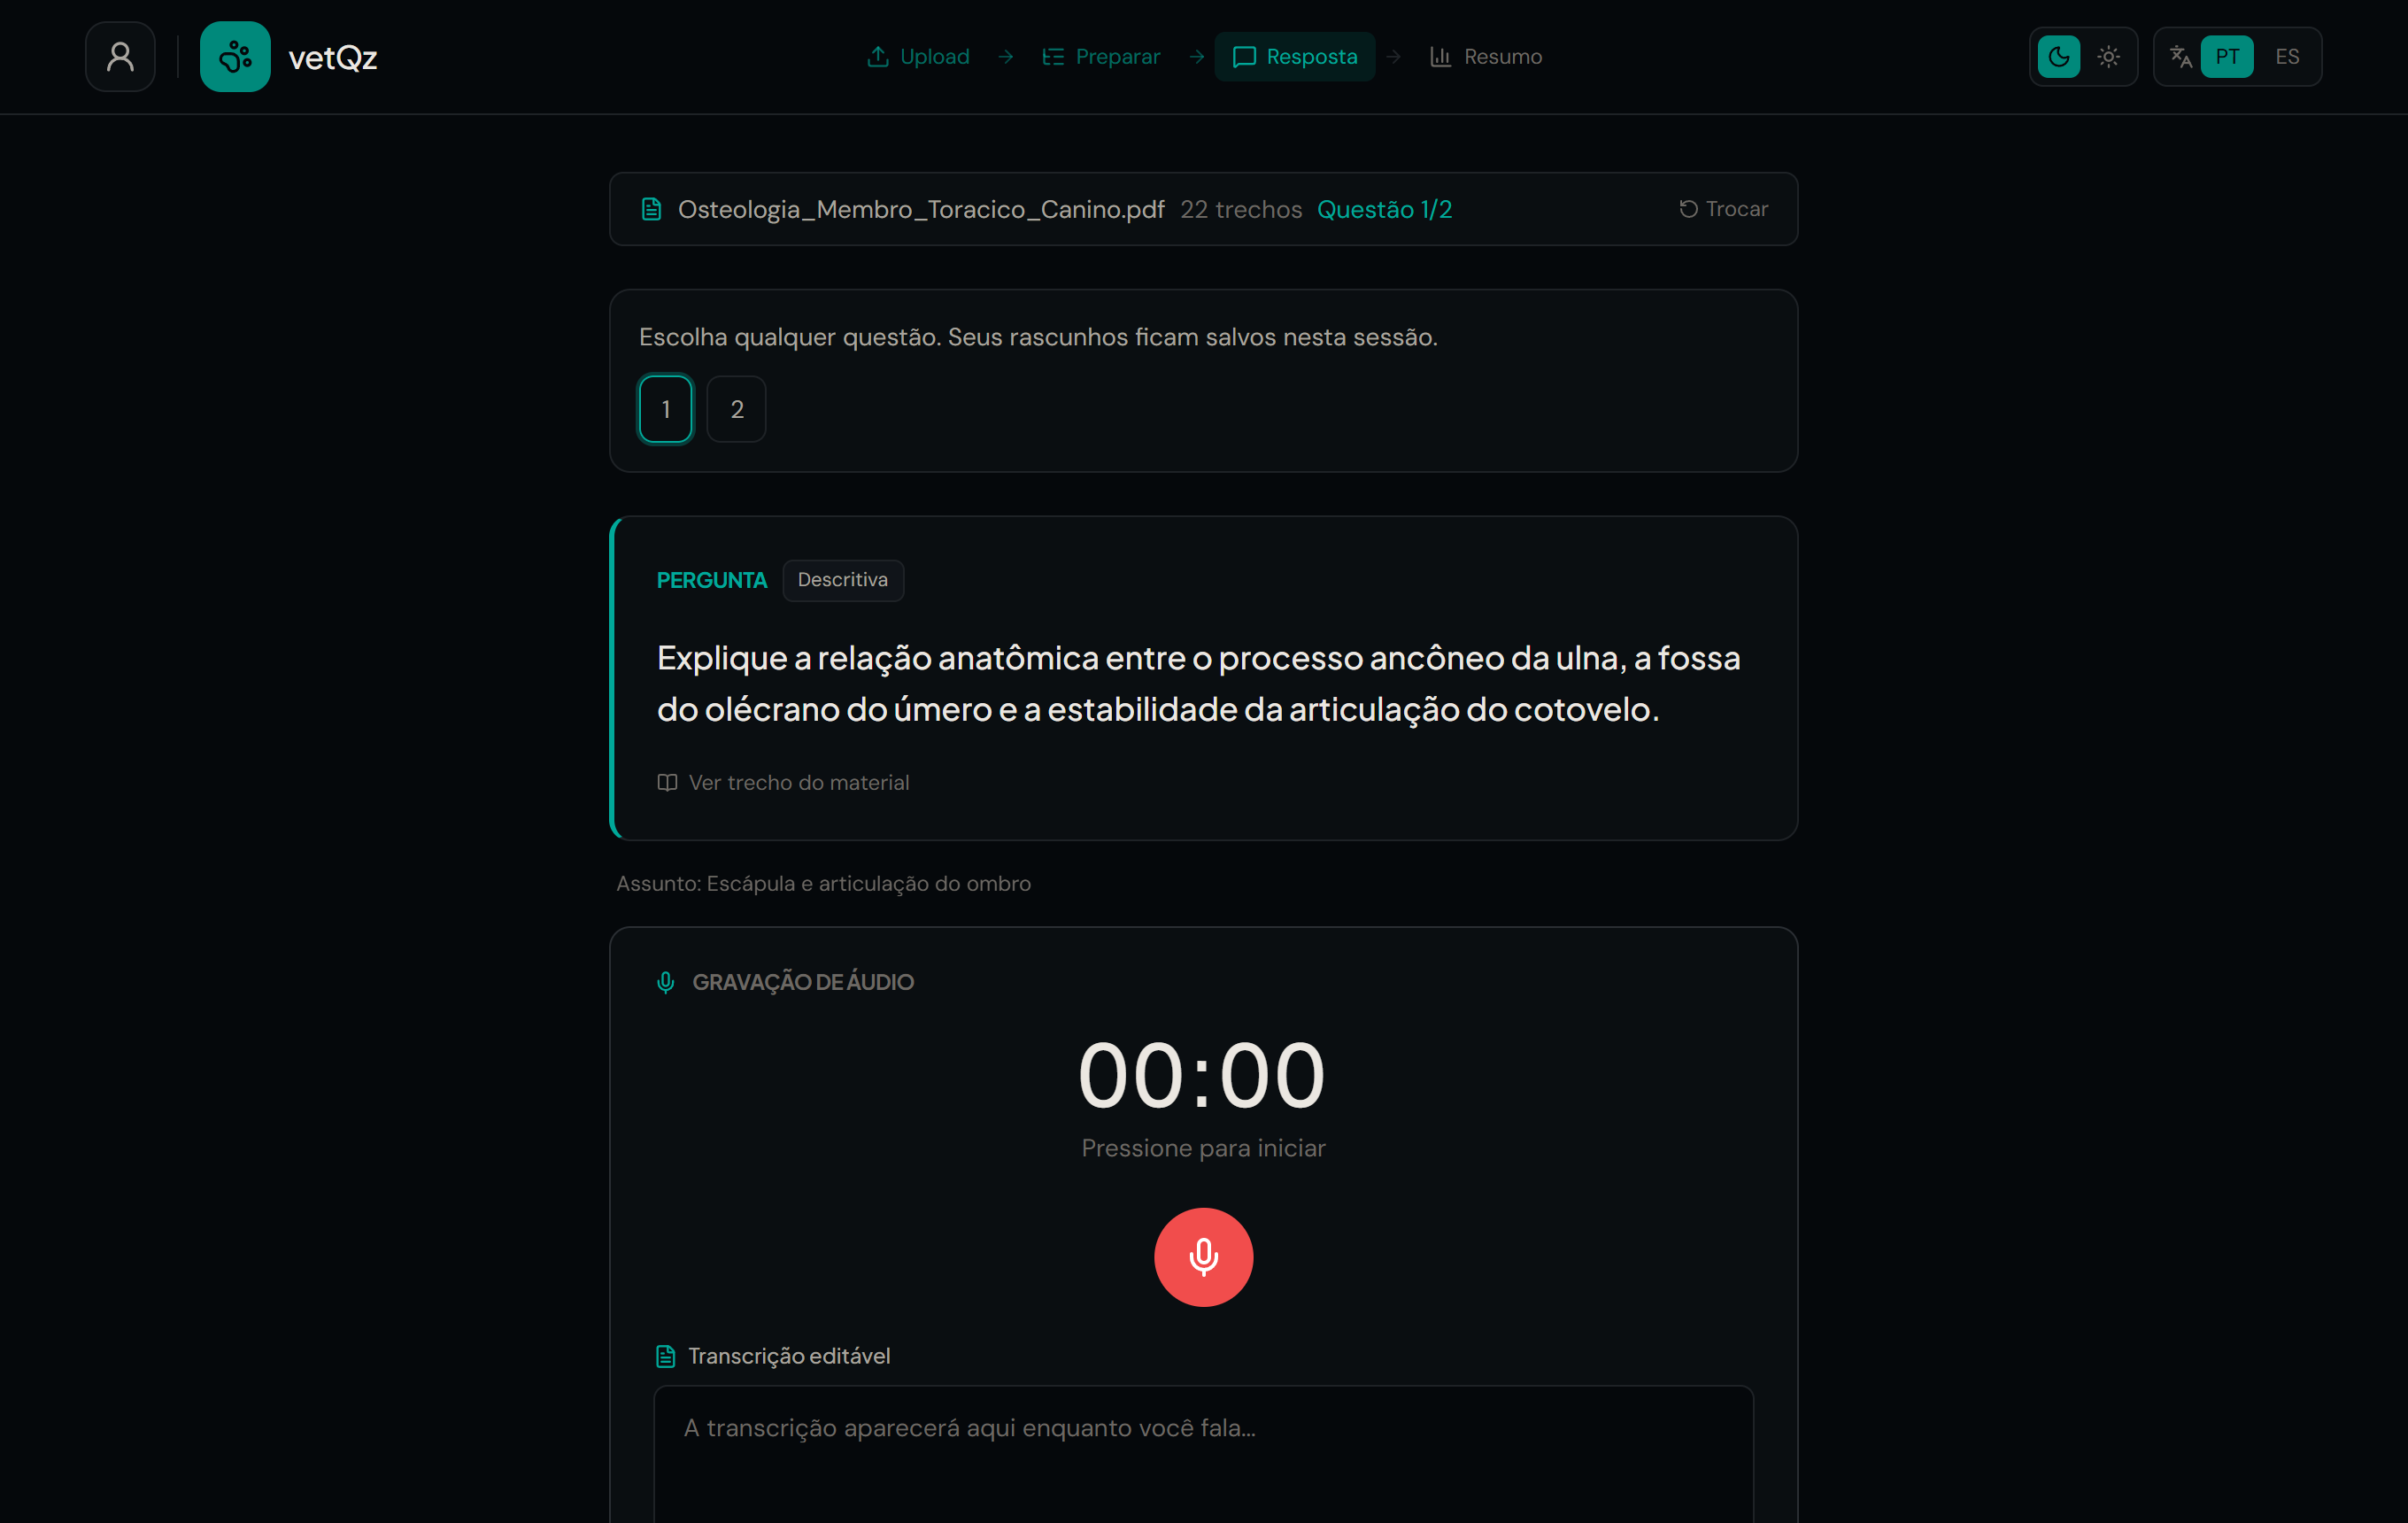 vetQz
Upload
Preparar
Resposta
Resumo
PT
ES
Osteologia_Membro_Toracico_Canino.pdf 22 trechos Questão 1/2
Trocar
Escolha qualquer questão. Seus rascunhos ficam salvos nesta sessão.
1
2
PERGUNTA
Descritiva
Explique a relação anatômica entre o processo ancôneo da ulna, a fossa
do olécrano do úmero e a estabilidade da articulação do cotovelo.
Ver trecho do material
Assunto: Escápula e articulação do ombro
GRAVAÇÃO DE ÁUDIO
00:00
Pressione para iniciar
Transcrição editável
A transcrição aparecerá aqui enquanto você fala...